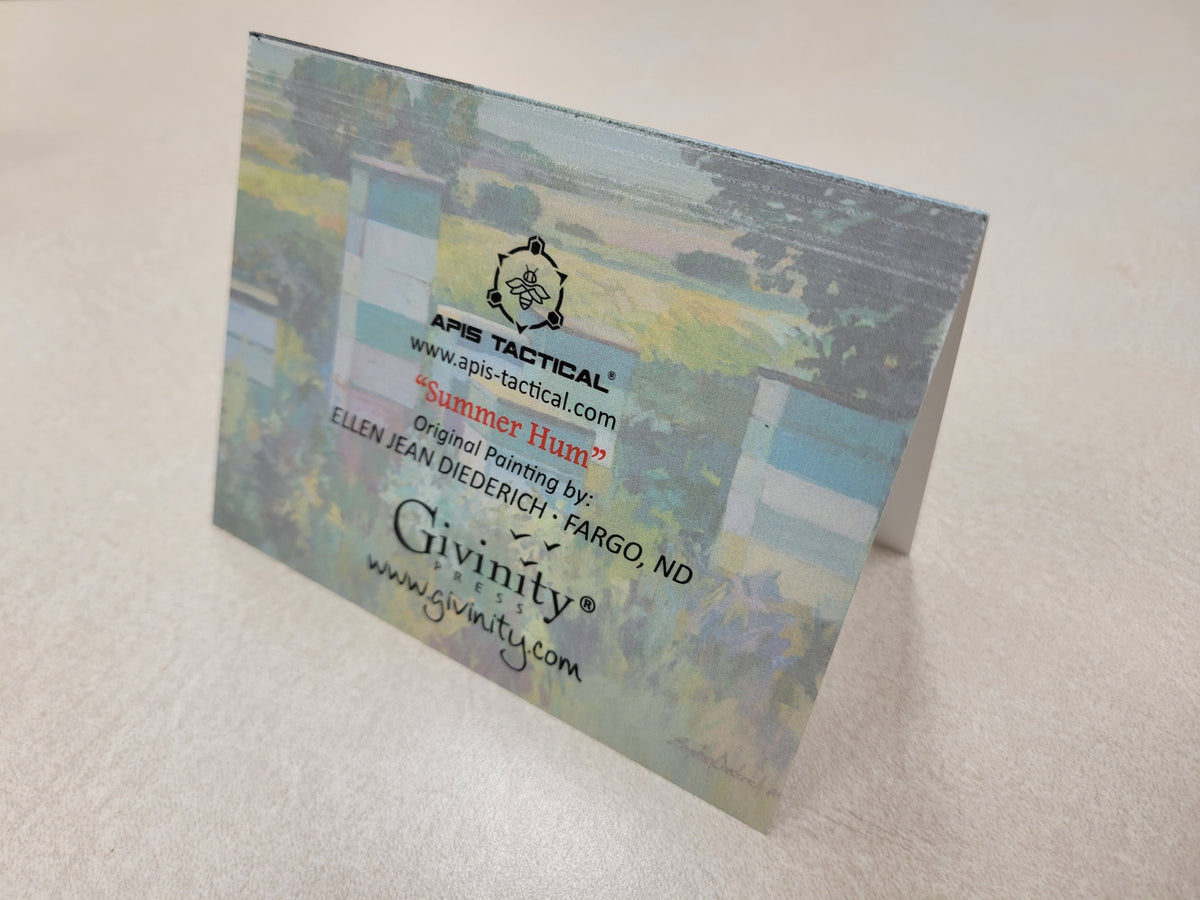 APIS TACTICAL®
www.apis-tactical.com
“Summer Hum”
Original Painting by:
ELLEN JEAN DIEDERICH · FARGO, ND
Givinity®
PRESS
www.givinity.com